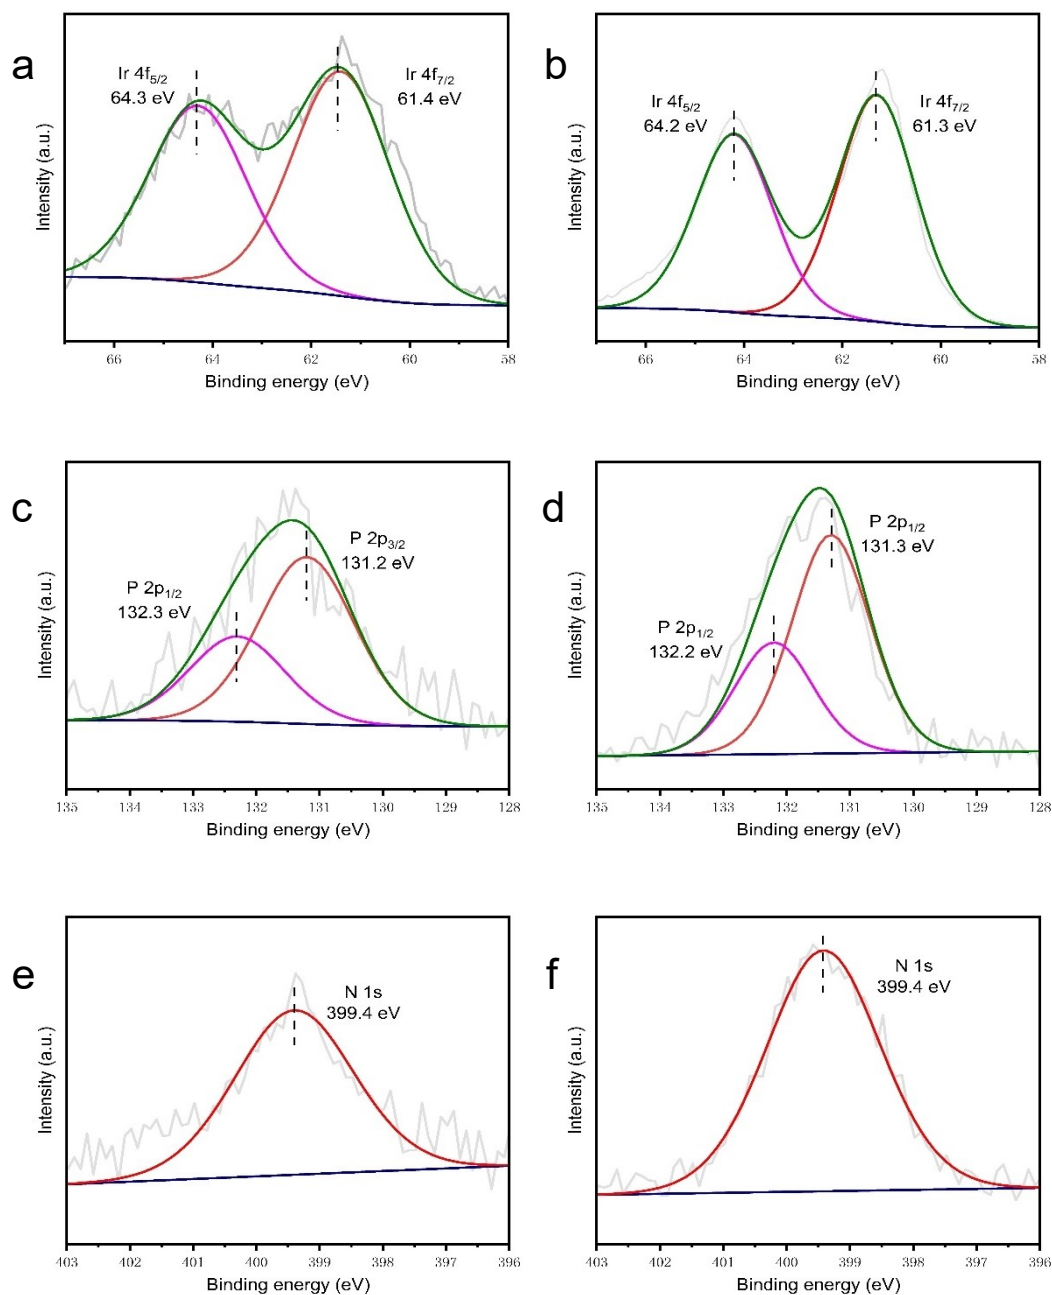 a
Ir 4f5/2
64.3 eV
Ir 4f7/2
61.4 eV
Intensity (a.u.)
66 64 62 60 58
Binding energy (eV)
b
Ir 4f5/2
64.2 eV
Ir 4f7/2
61.3 eV
Intensity (a.u.)
66 64 62 60 58
Binding energy (eV)
c
P 2p3/2
131.2 eV
P 2p1/2
132.3 eV
Intensity (a.u.)
135 134 133 132 131 130 129 128
Binding energy (eV)
d
P 2p1/2
131.3 eV
P 2p1/2
132.2 eV
Intensity (a.u.)
135 134 133 132 131 130 129 128
Binding energy (eV)
e
N 1s
399.4 eV
Intensity (a.u.)
403 402 401 400 399 398 397 396
Binding energy (eV)
f
N 1s
399.4 eV
Intensity (a.u.)
403 402 401 400 399 398 397 396
Binding energy (eV)